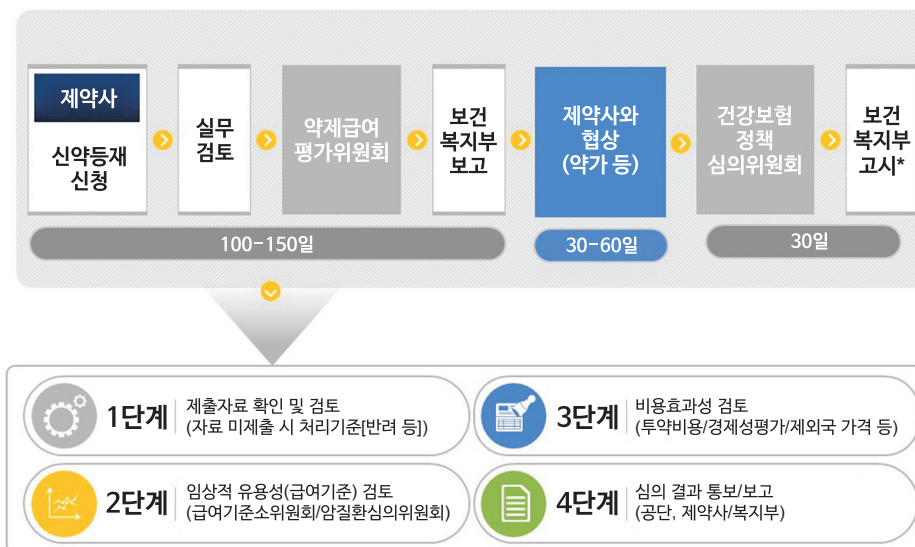 제약사
신약등재
신청
실무
검토
약제급여
평가위원회
보건
복지부
보고
제약사와
협상
(약가 등)
건강보험
정책
심의위원회
보건
복지부
고시*
100-150일
30-60일
30일
1단계
제출자료 확인 및 검토
(자료 미제출 시 처리기준[반려 등])
2단계
임상적 유용성(급여기준) 검토
(급여기준소위원회/암질환심의위원회)
3단계
비용효과성 검토
(투약비용/경제성평가/제외국 가격 등)
4단계
심의 결과 통보/보고
(공단, 제약사/복지부)